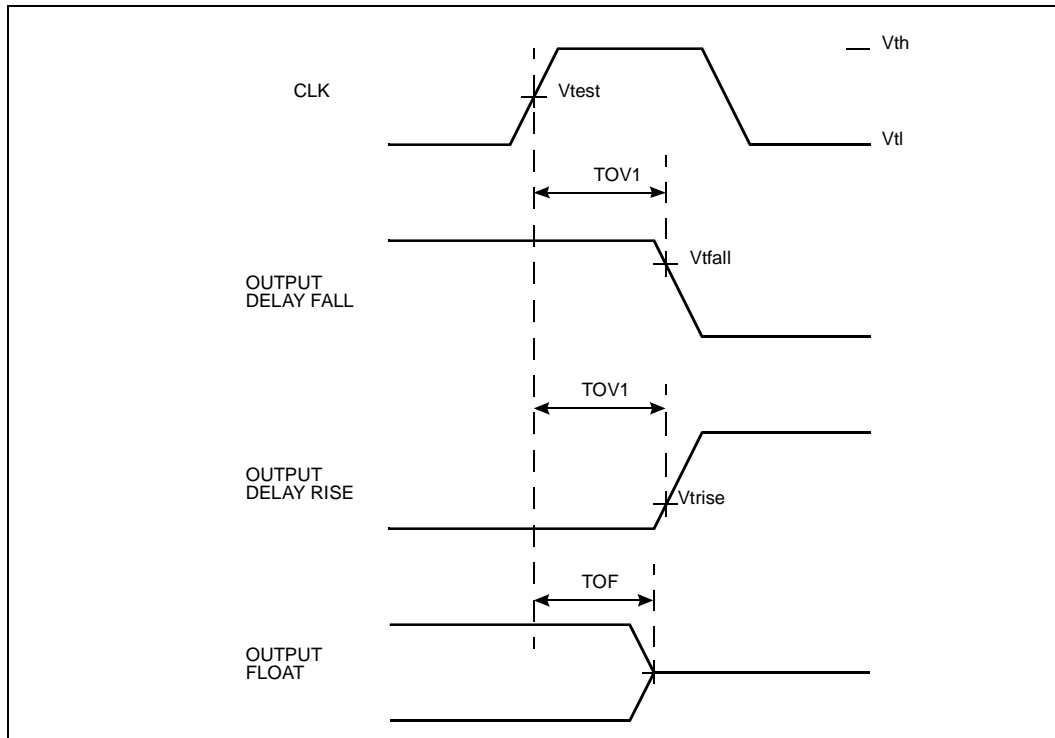 Vth
CLK
Vtest
Vtl
TOV1
Vtfall
OUTPUT
DELAY FALL
TOV1
OUTPUT
DELAY RISE
Vtrise
TOF
OUTPUT
FLOAT